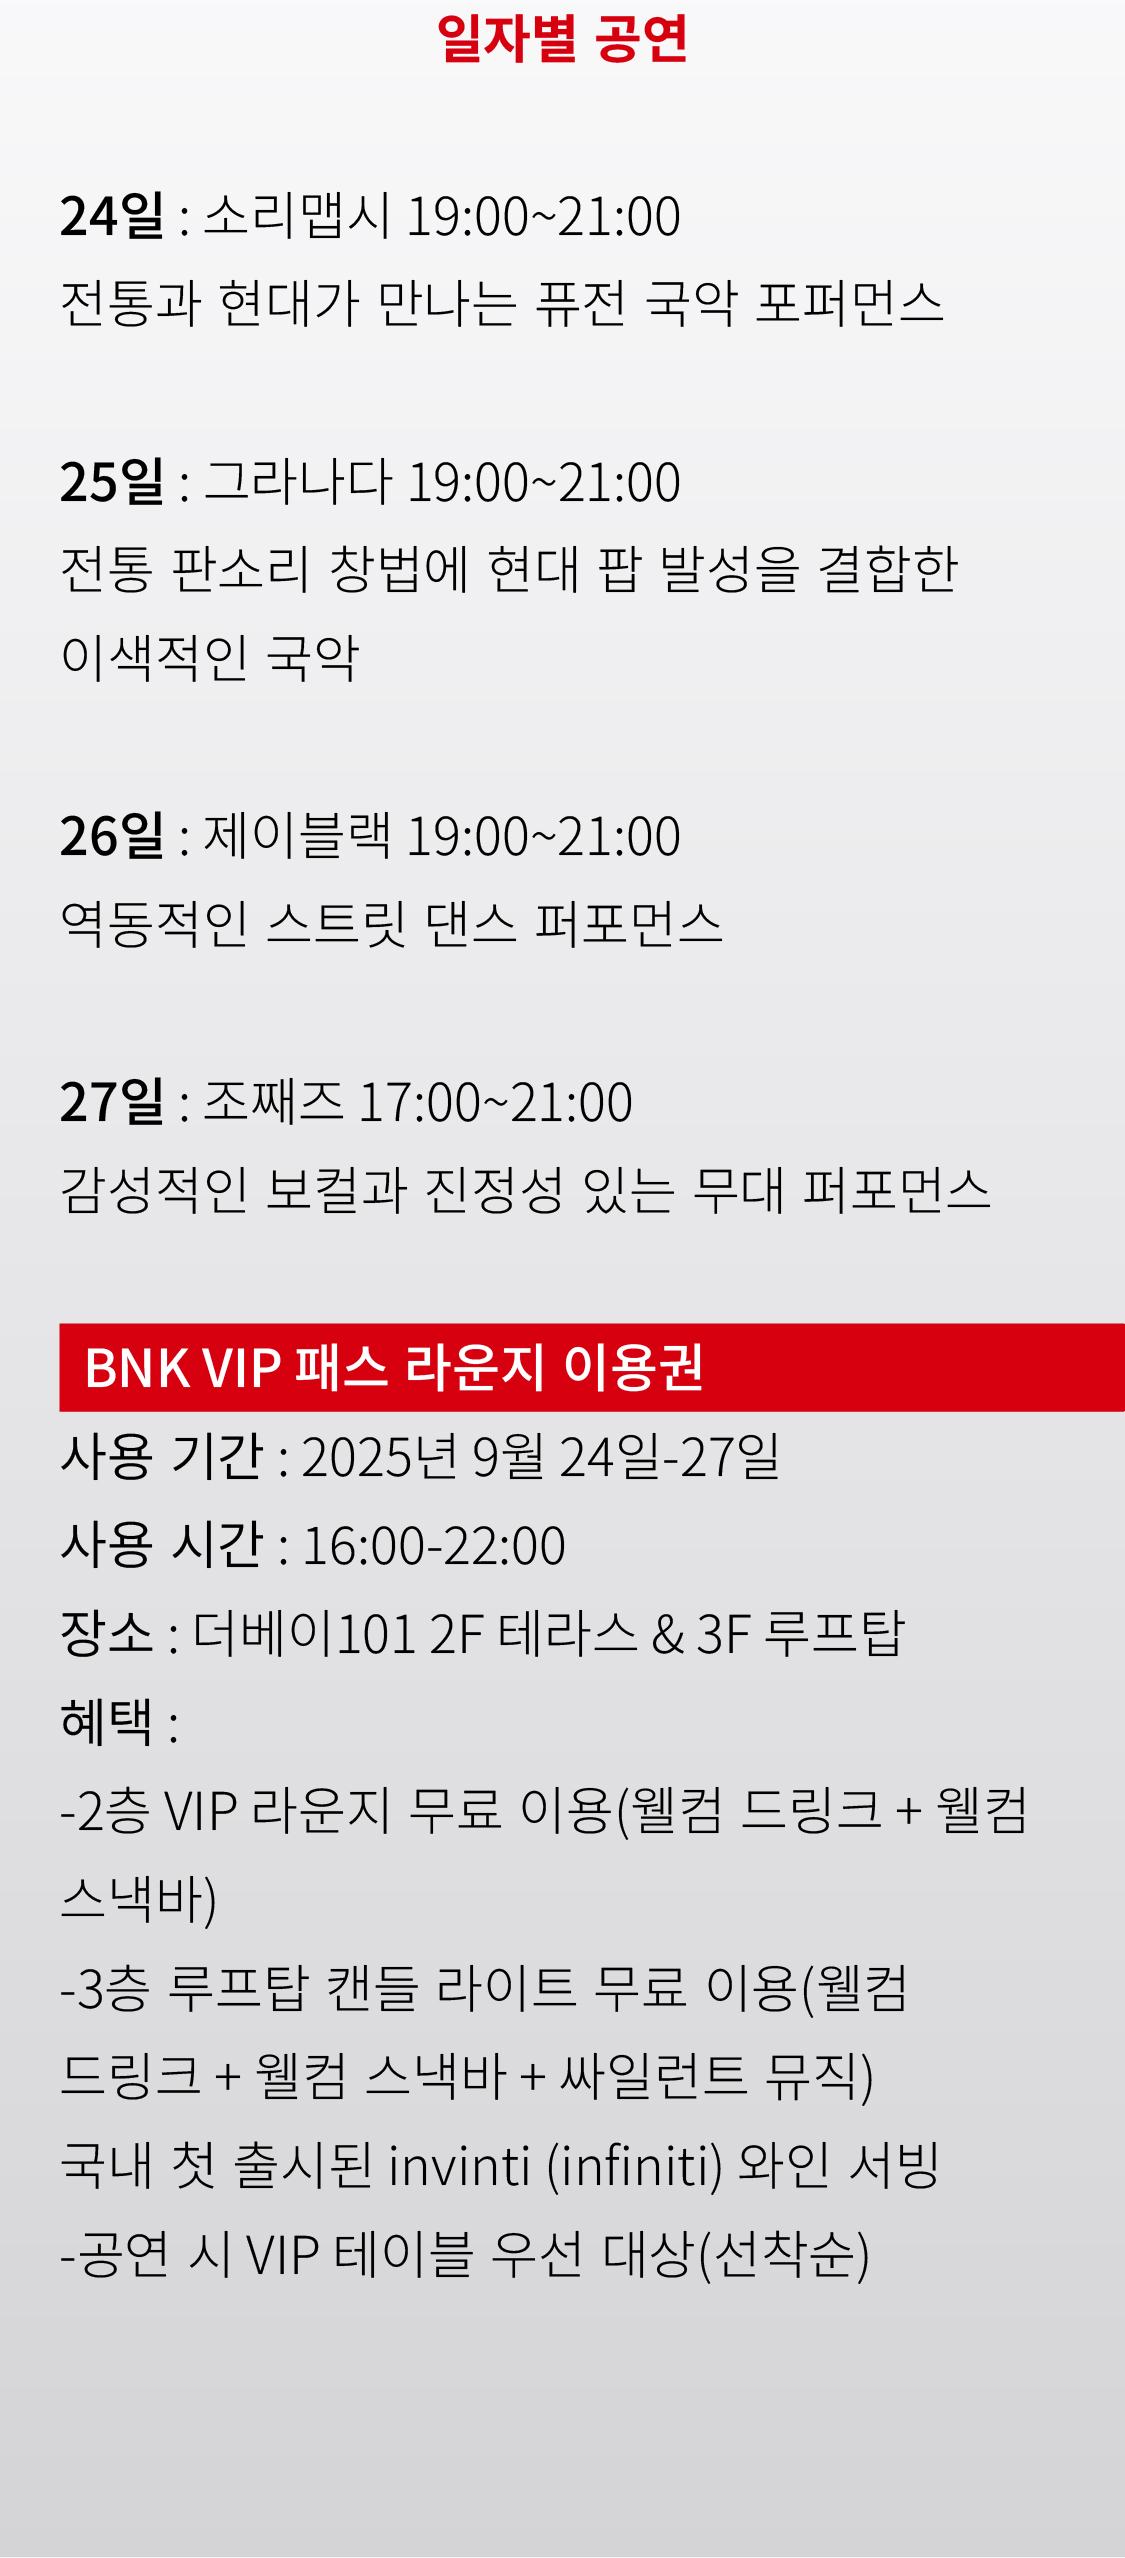 일자별 공연
24일 : 소리맵시 19:00~21:00
전통과 현대가 만나는 퓨전 국악 포퍼먼스
25일 : 그라나다 19:00~21:00
전통 판소리 창법에 현대 팝 발성을 결합한
이색적인 국악
26일 : 제이블랙 19:00~21:00
역동적인 스트릿 댄스 퍼포먼스
27일 : 조째즈 17:00~21:00
감성적인 보컬과 진정성 있는 무대 퍼포먼스
BNK VIP 패스 라운지 이용권
사용 기간 : 2025년 9월 24일-27일
사용 시간 : 16:00-22:00
장소 : 더베이101 2F 테라스 & 3F 루프탑
혜택 :
-2층 VIP 라운지 무료 이용(웰컴 드링크 + 웰컴
스낵바)
-3층 루프탑 캔들 라이트 무료 이용(웰컴
드링크 + 웰컴 스낵바 + 싸일런트 뮤직)
국내 첫 출시된 invinti (infiniti) 와인 서빙
-공연 시 VIP 테이블 우선 대상(선착순)